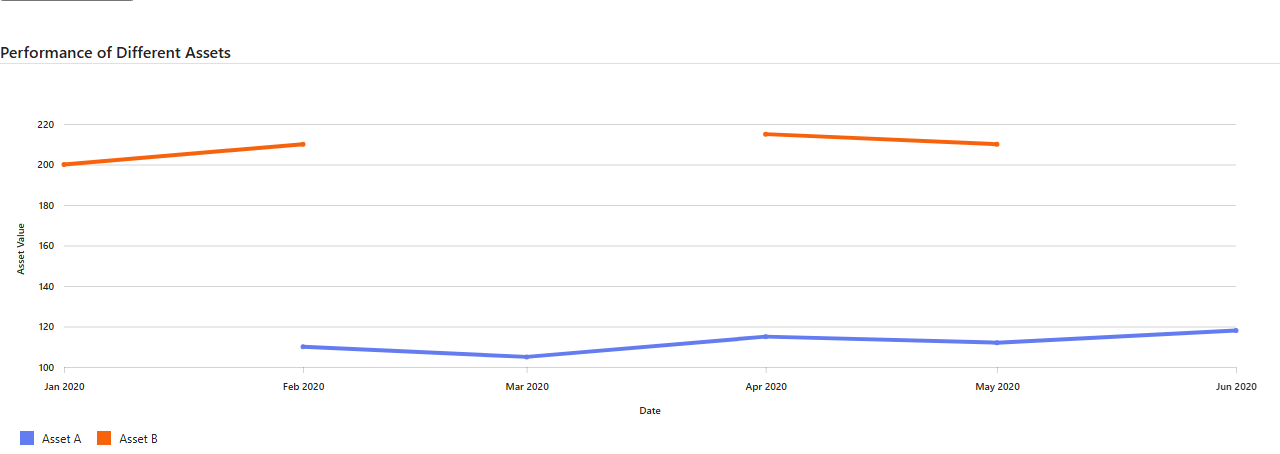 Performance of Different Assets
220
200
180
160
140
120
100
Asset Value
Jan 2020 Feb 2020 Mar 2020 Apr 2020 May 2020 Jun 2020
Date
Asset A Asset B